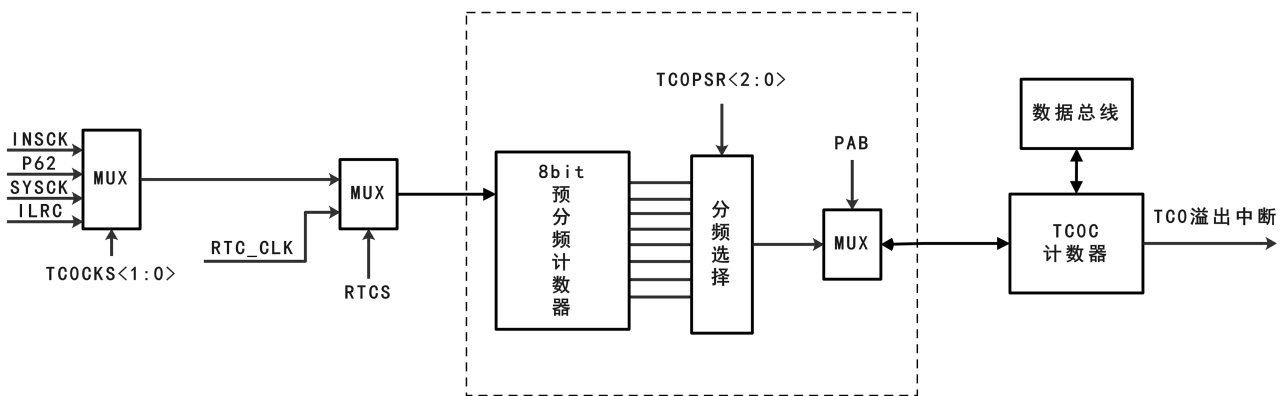 INSCK
P62
SYSCK
ILRC
MUX
TC0CKS<1:0>
RTC_CLK
MUX
RTCS
8bit
预
分
频
计
数
器
TC0PSR<2:0>
分
频
选
择
PAB
MUX
数据总线
TC0C
计数器
TC0溢出中断